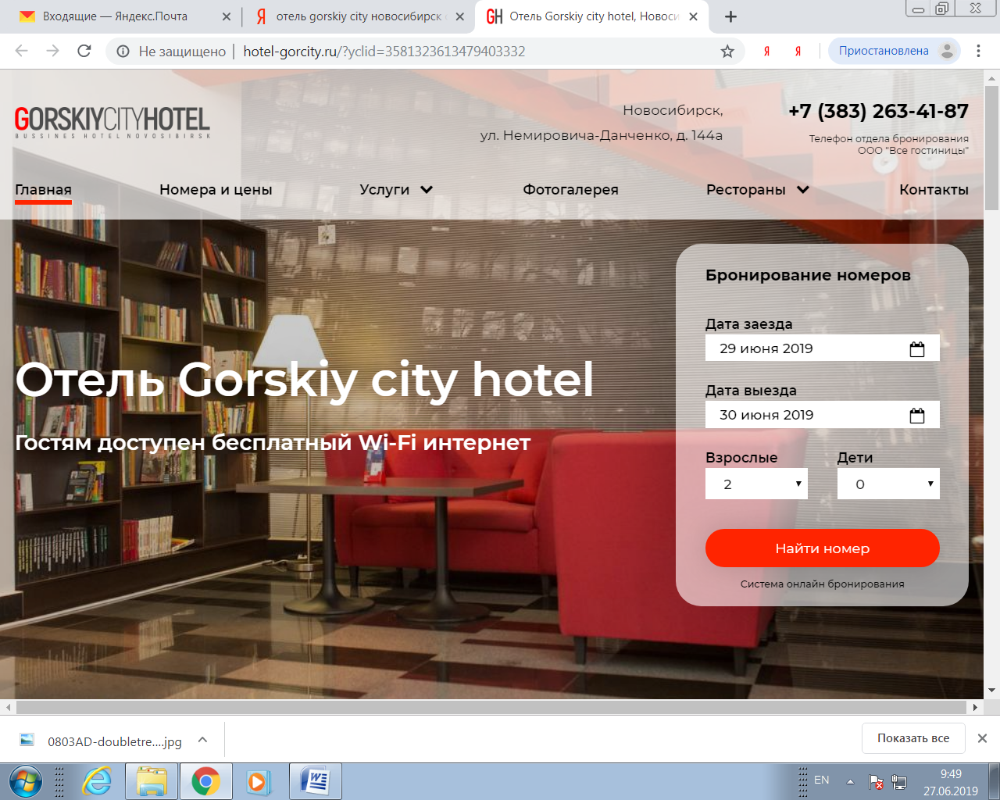 Входящие — Яндекс.Почта
отель gorskiy city новосибирск
Отель Gorskiy city hotel, Новоси
Не защищено
hotel-gorcity.ru/?yclid=3581323613479403332
Приостановлена
GORSKIYCITYHOTEL
BUSSINES HOTEL NOVOSIBIRSK
Новосибирск,
ул. Немировича-Данченко, д. 144а
+7 (383) 263-41-87
Телефон отдела бронирования
ООО "Все гостиницы"
Главная
Номера и цены
Услуги
Фотогалерея
Рестораны
Контакты
Отель Gorskiy city hotel
Гостям доступен бесплатный Wi-Fi интернет
Бронирование номеров
Дата заезда
29 июня 2019
Дата выезда
30 июня 2019
Взрослые
Дети
2
0
Найти номер
Система онлайн бронирования
0803AD-doubletre....jpg
Показать все
EN
9:49
27.06.2019